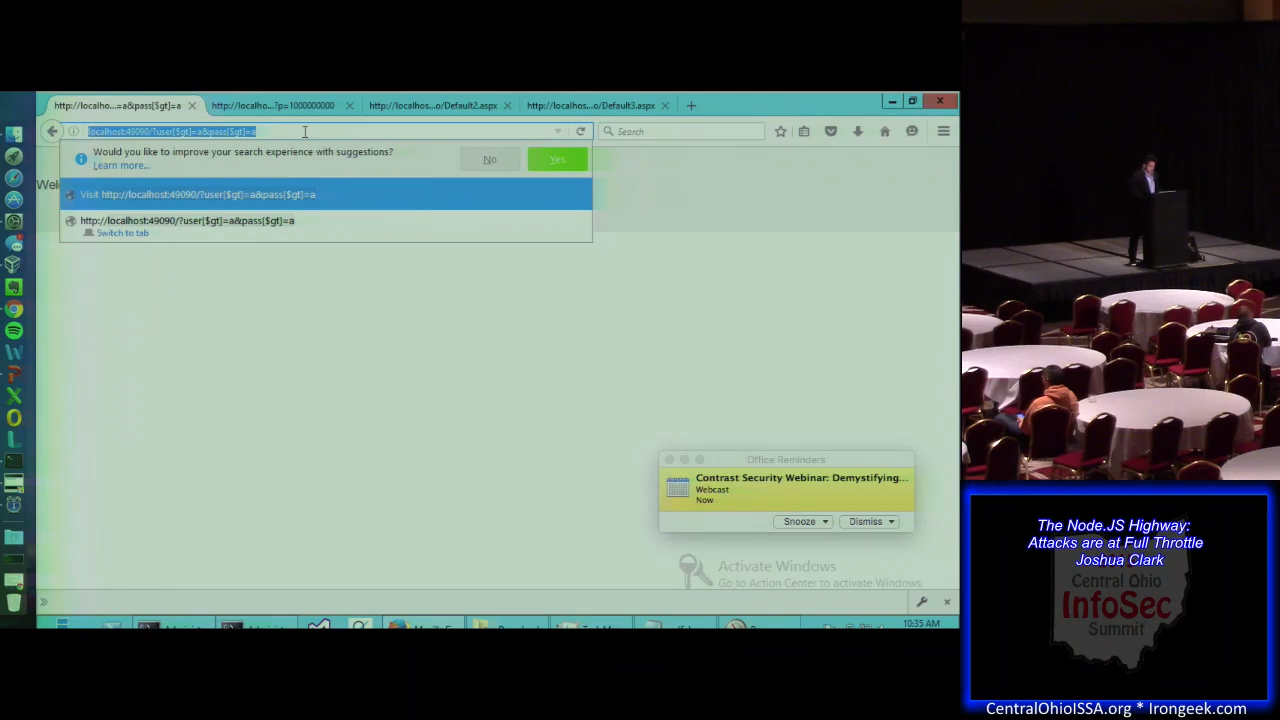 http://localho...=a&pass[$gt]=a
http://localho...?p=1000000000
http://localhos...o/Default2.aspx
http://localhos...o/Default3.aspx
localhost:49090/?user[$gt]=a&pass[$gt]=a
Search
Would you like to improve your search experience with suggestions?
Learn more...
No
Yes
Visit http://localhost:49090/?user[$gt]=a&pass[$gt]=a
http://localhost:49090/?user[$gt]=a&pass[$gt]=a
Switch to tab
Office Reminders
Contrast Security Webinar: Demystifying...
Webcast
Now
Snooze
Dismiss
Activate Windows
Go to Action Center to activate Windows.
10:35 AM
The Node.JS Highway:
Attacks are at Full Throttle
Joshua Clark
Central Ohio
InfoSec
Summit
CentralOhioISSA.org * Irongeek.com